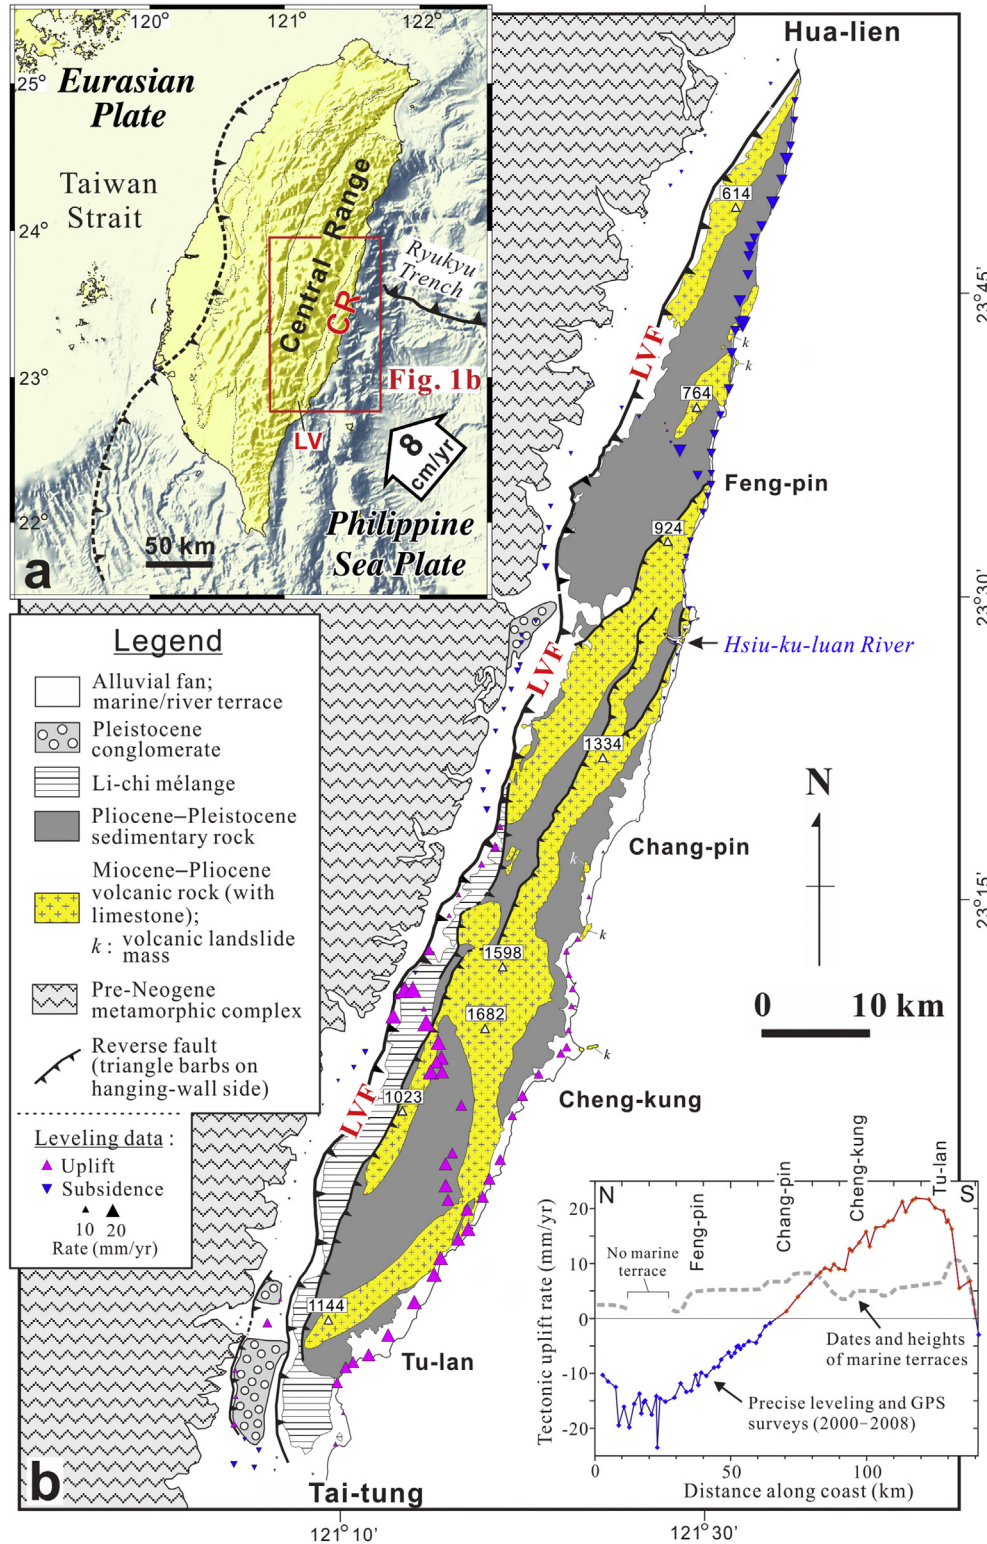 120°
121°
122°
25°
24°
23°
22°
Eurasian
Plate
Taiwan
Strait
Central Range
CR
Ryukyu
Trench
Fig. 1b
LV
8
cm/yr
Philippine
Sea Plate
50 km
a
Hua-lien
614
23°45'
LVF
k
k
764
Feng-pin
924
23°30'
Hsiu-ku-luan River
LVF
1334
N
Chang-pin
k
23°15'
k
1598
1682
0 10 km
k
1023
Cheng-kung
LVF
1144
Tu-lan
Tai-tung
b
121°10'
121°30'
Legend
Alluvial fan;
marine/river terrace
Pleistocene
conglomerate
Li-chi mélange
Pliocene–Pleistocene
sedimentary rock
Miocene–Pliocene
volcanic rock (with
limestone);
k : volcanic landslide
mass
Pre-Neogene
metamorphic complex
Reverse fault
(triangle barbs on
hanging-wall side)
Leveling data :
Uplift
Subsidence
10 20
Rate (mm/yr)
N
S
Feng-pin
Chang-pin
Cheng-kung
Tu-lan
Tectonic uplift rate (mm/yr)
20
10
0
-10
-20
No marine
terrace
Dates and heights
of marine terraces
Precise leveling and GPS
surveys (2000–2008)
0
50
100
Distance along coast (km)